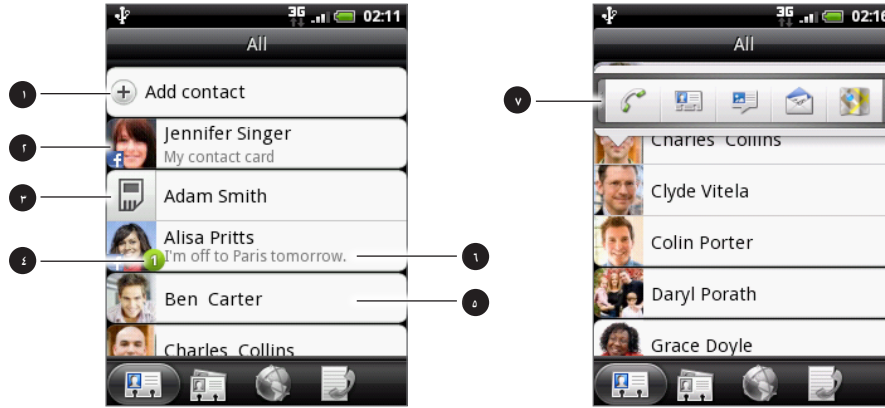 3G 02:11
All
١ Add contact
٢ Jennifer Singer
My contact card
٣ Adam Smith
Alisa Pritts
٤ 1 I'm off to Paris tomorrow. ٦
Ben Carter ٥
Charles Collins
3G 02:16
All
٧
Charles Collins
Clyde Vitela
Colin Porter
Daryl Porath
Grace Doyle